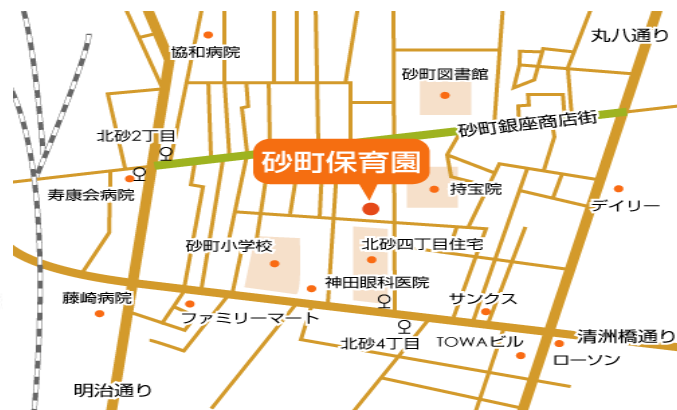 丸八通り
協和病院
砂町図書館
砂町銀座商店街
北砂2丁目
砂町保育園
寿康会病院
持宝院
デイリー
砂町小学校
北砂四丁目住宅
神田眼科医院
藤崎病院
サンクス
ファミリーマート
清洲橋通り
北砂4丁目
TOWAビル
ローソン
明治通り